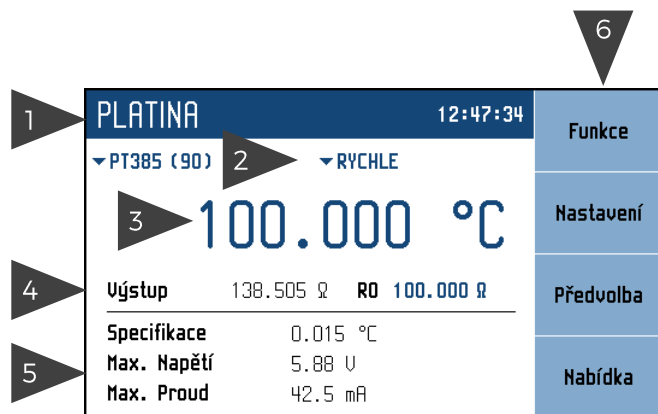 6
1 PLATINA 12:47:34
Funkce
▾PT385 (90) 2 ▾RYCHLE
3 100.000 °C
Nastavení
4 Výstup 138.505 Ω R0 100.000 Ω
Předvolba
Specifikace 0.015 °C
5 Max. Napětí 5.88 V
Max. Proud 42.5 mA
Nabídka